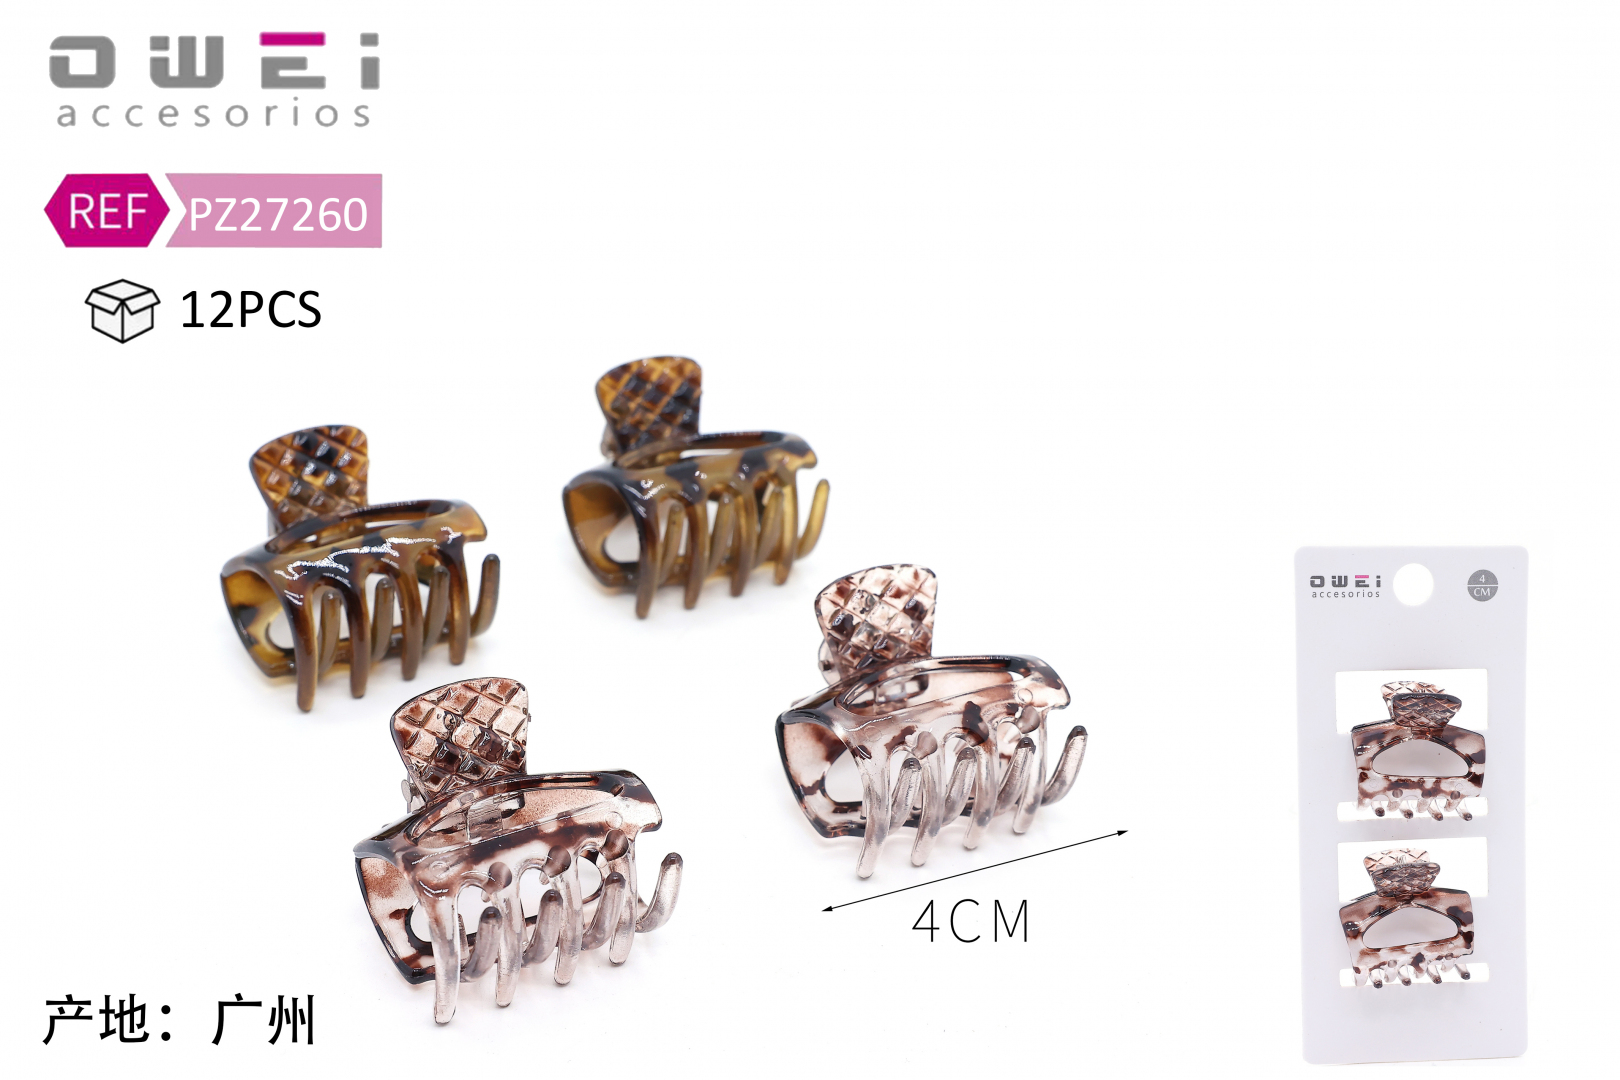 OWEi
accesorios
REF PZ27260
12PCS
4CM
OWEi
accesorios
4
CM
产地：广州